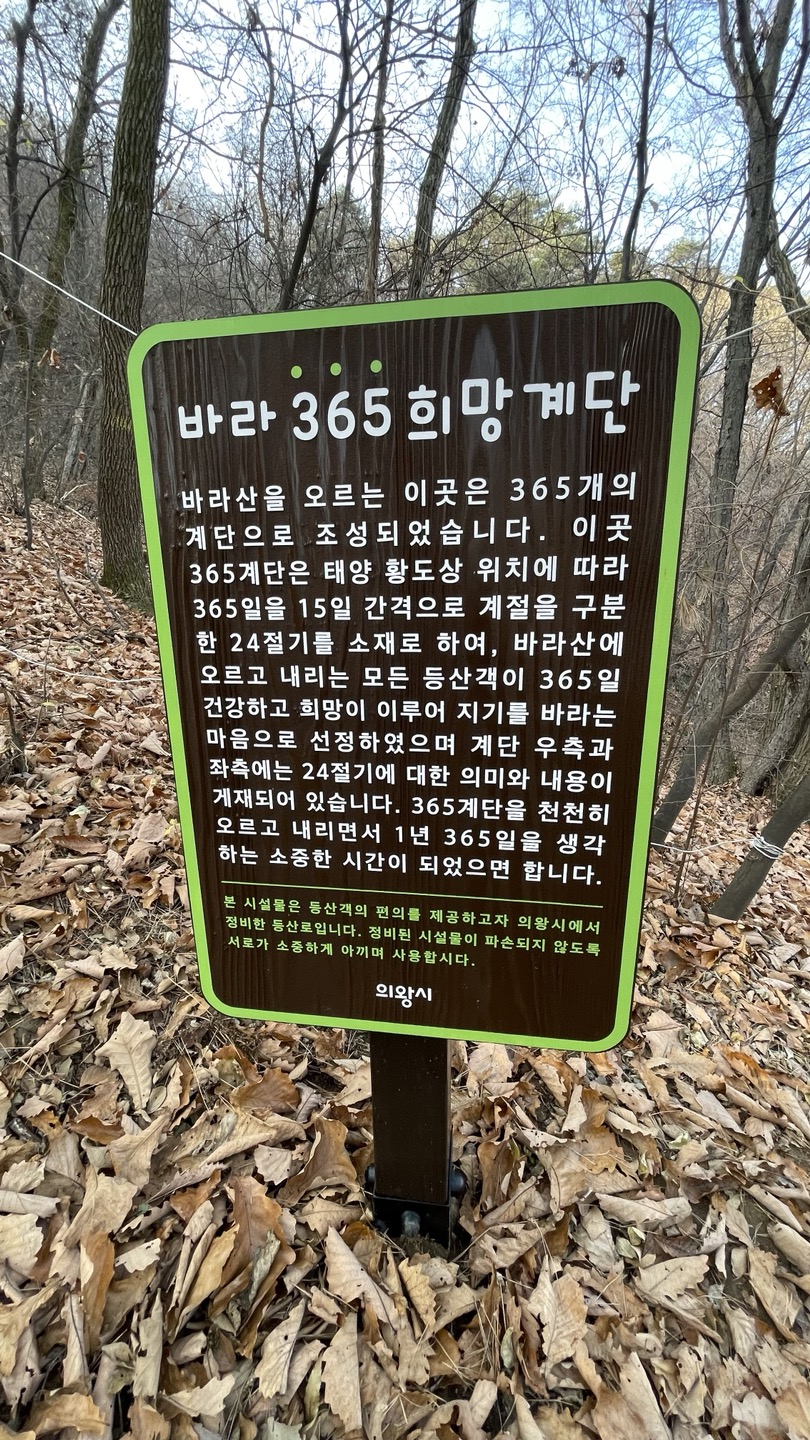 바라 365 희망계단
바라산을 오르는 이곳은 365개의
계단으로 조성되었습니다. 이 곳
365계단은 태양 황도상 위치에 따라
365일을 15일 간격으로 계절을 구분
한 24절기를 소재로 하여, 바라산에
오르고 내리는 모든 등산객이 365일
건강하고 희망이 이루어 지기를 바라는
마음으로 선정하였으며 계단 우측과
좌측에는 24절기에 대한 의미와 내용이
게재되어 있습니다. 365계단을 천천히
오르고 내리면서 1년 365일을 생각
하는 소중한 시간이 되었으면 합니다.
본 시설물은 등산객의 편의를 제공하고자 의왕시에서
정비한 등산로입니다. 정비된 시설물이 파손되지 않도록
서로가 소중하게 아끼며 사용합시다.
의왕시